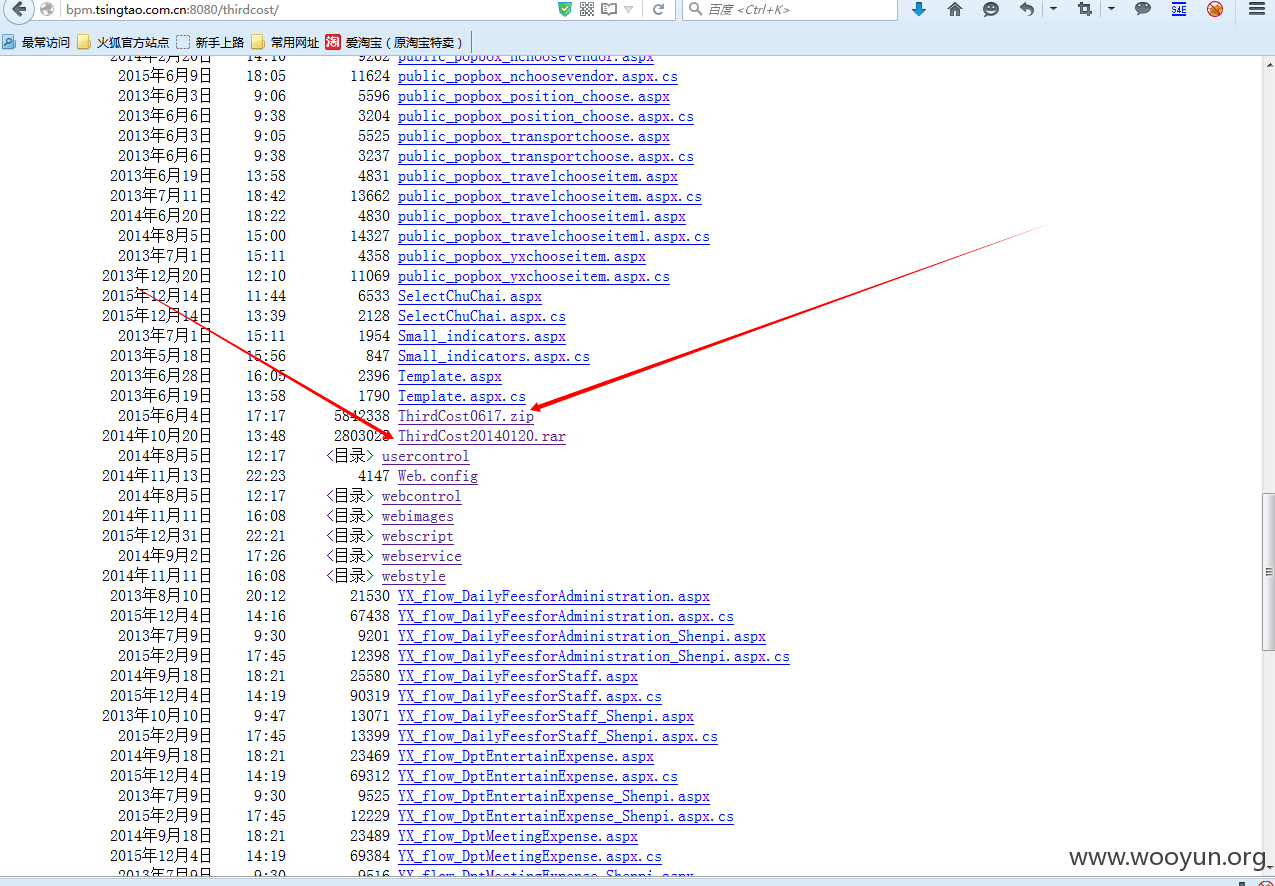 bpm.tsingtao.com.cn:8080/thirdcost/ 百度 <Ctrl+K> S4E
最常访问 火狐官方站点 新手上路 常用网址 淘 爱淘宝（原淘宝特卖）
2014年2月20日 14:10 9262 public_popbox_nchoosevendor.aspx
2015年6月9日 18:05 11624 public_popbox_nchoosevendor.aspx.cs
2013年6月3日 9:06 5596 public_popbox_position_choose.aspx
2013年6月6日 9:38 3204 public_popbox_position_choose.aspx.cs
2013年6月3日 9:05 5525 public_popbox_transportchoose.aspx
2013年6月6日 9:38 3237 public_popbox_transportchoose.aspx.cs
2013年6月19日 13:58 4831 public_popbox_travelchooseitem.aspx
2013年7月11日 18:42 13662 public_popbox_travelchooseitem.aspx.cs
2014年6月20日 18:22 4830 public_popbox_travelchooseitem1.aspx
2014年8月5日 15:00 14327 public_popbox_travelchooseitem1.aspx.cs
2013年7月1日 15:11 4358 public_popbox_yxchooseitem.aspx
2013年12月20日 12:10 11069 public_popbox_yxchooseitem.aspx.cs
2015年12月14日 11:44 6533 SelectChuChai.aspx
2015年12月14日 13:39 2128 SelectChuChai.aspx.cs
2013年7月1日 15:11 1954 Small_indicators.aspx
2013年5月18日 15:56 847 Small_indicators.aspx.cs
2013年6月28日 16:05 2396 Template.aspx
2013年6月19日 13:58 1790 Template.aspx.cs
2015年6月4日 17:17 5842338 ThirdCost0617.zip
2014年10月20日 13:48 2803023 ThirdCost20140120.rar
2014年8月5日 12:17 <目录> usercontrol
2014年11月13日 22:23 4147 Web.config
2014年8月5日 12:17 <目录> webcontrol
2014年11月11日 16:08 <目录> webimages
2015年12月31日 22:21 <目录> webscript
2014年9月2日 17:26 <目录> webservice
2014年11月11日 16:08 <目录> webstyle
2013年8月10日 20:12 21530 YX_flow_DailyFeesforAdministration.aspx
2015年12月4日 14:16 67438 YX_flow_DailyFeesforAdministration.aspx.cs
2013年7月9日 9:30 9201 YX_flow_DailyFeesforAdministration_Shenpi.aspx
2015年2月9日 17:45 12398 YX_flow_DailyFeesforAdministration_Shenpi.aspx.cs
2014年9月18日 18:21 25580 YX_flow_DailyFeesforStaff.aspx
2015年12月4日 14:19 90319 YX_flow_DailyFeesforStaff.aspx.cs
2013年10月10日 9:47 13071 YX_flow_DailyFeesforStaff_Shenpi.aspx
2015年2月9日 17:45 13399 YX_flow_DailyFeesforStaff_Shenpi.aspx.cs
2014年9月18日 18:21 23469 YX_flow_DptEntertainExpense.aspx
2015年12月4日 14:19 69312 YX_flow_DptEntertainExpense.aspx.cs
2013年7月9日 9:30 9525 YX_flow_DptEntertainExpense_Shenpi.aspx
2015年2月9日 17:45 12229 YX_flow_DptEntertainExpense_Shenpi.aspx.cs
2014年9月18日 18:21 23489 YX_flow_DptMeetingExpense.aspx
2015年12月4日 14:19 69384 YX_flow_DptMeetingExpense.aspx.cs
2013年7月9日 9:30 9516 YX_flow_DptMeetingExpense_Shenpi.aspx
www.wooyun.org